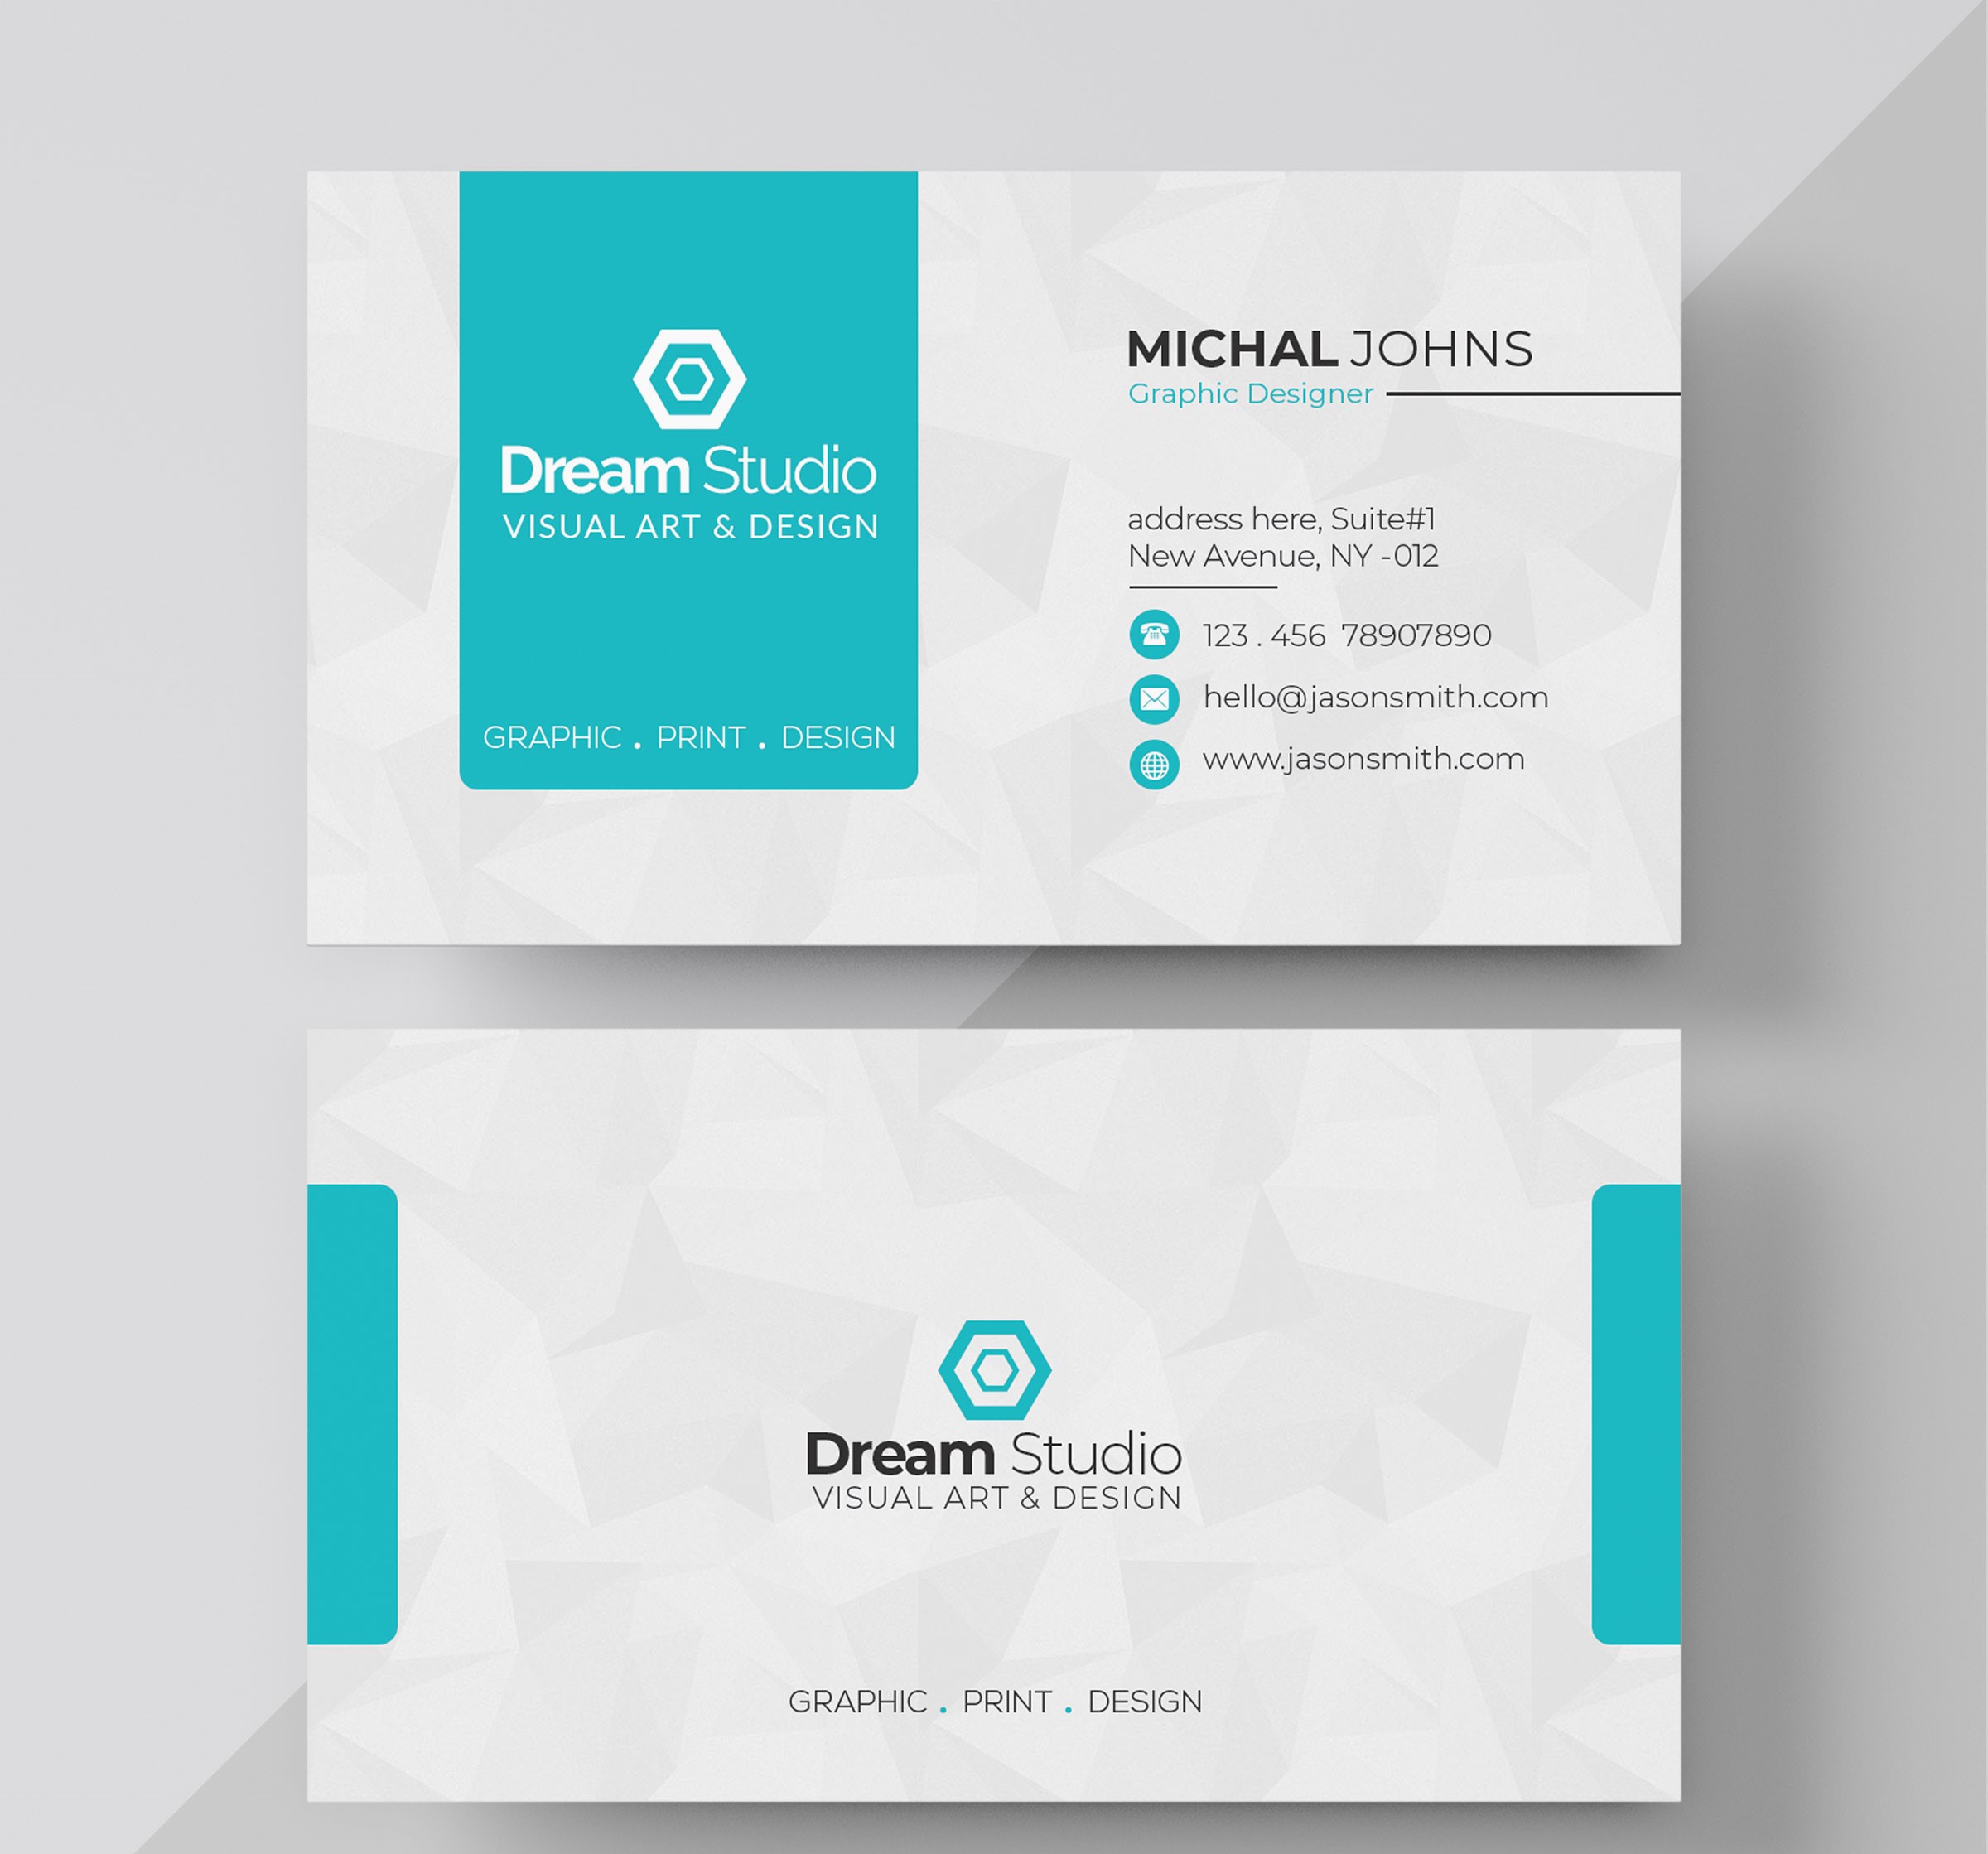 Dream Studio
VISUAL ART & DESIGN
GRAPHIC . PRINT . DESIGN
MICHAL JOHNS
Graphic Designer
address here, Suite#1
New Avenue, NY -012
123 . 456  78907890
hello@jasonsmith.com
www.jasonsmith.com
Dream Studio
VISUAL ART & DESIGN
GRAPHIC . PRINT . DESIGN